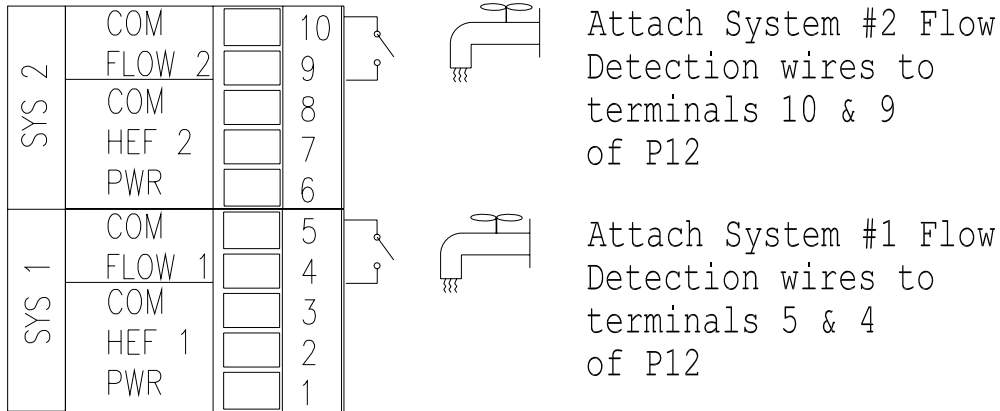 SYS 2
COM 10
FLOW 2 9
COM 8
HEF 2 7
PWR 6
SYS 1
COM 5
FLOW 1 4
COM 3
HEF 1 2
PWR 1
Attach System #2 Flow
Detection wires to
terminals 10 & 9
of P12
Attach System #1 Flow
Detection wires to
terminals 5 & 4
of P12